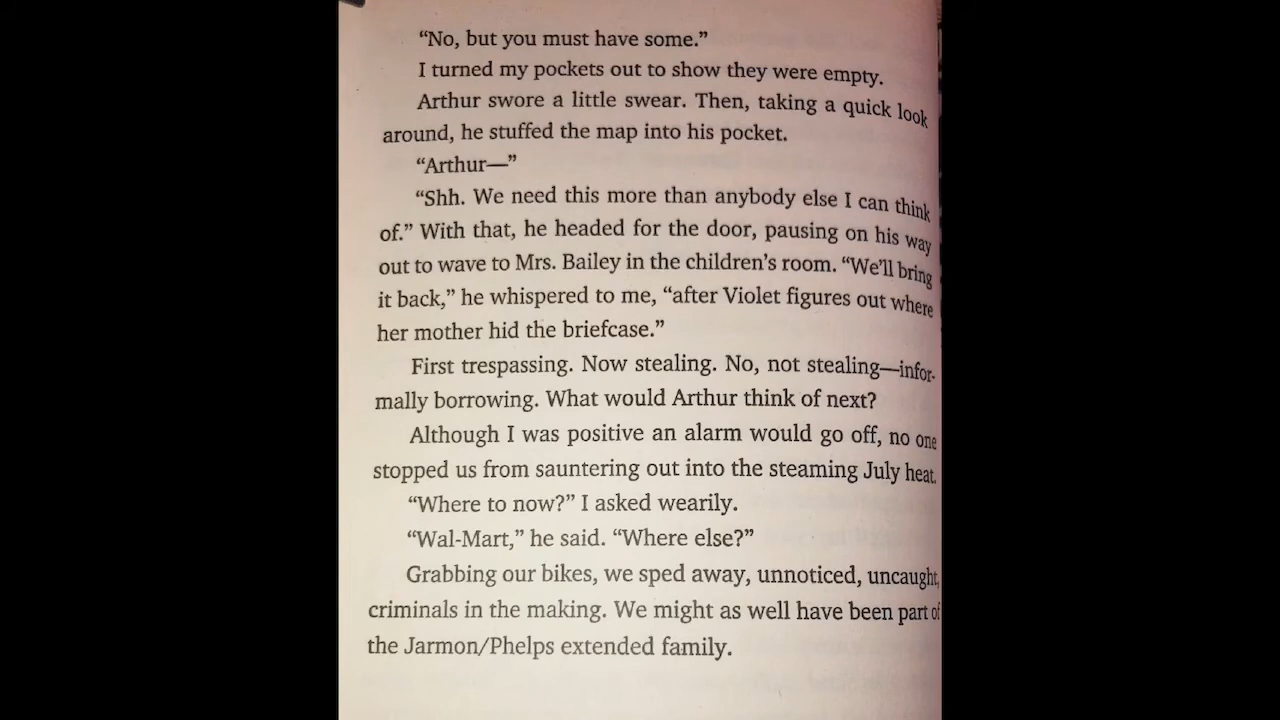 “No, but you must have some.”
I turned my pockets out to show they were empty.
Arthur swore a little swear. Then, taking a quick look
around, he stuffed the map into his pocket.
“Arthur—”
“Shh. We need this more than anybody else I can think
of.” With that, he headed for the door, pausing on his way
out to wave to Mrs. Bailey in the children’s room. “We’ll bring
it back,” he whispered to me, “after Violet figures out where
her mother hid the briefcase.”
First trespassing. Now stealing. No, not stealing—infor-
mally borrowing. What would Arthur think of next?
Although I was positive an alarm would go off, no one
stopped us from sauntering out into the steaming July heat.
“Where to now?” I asked wearily.
“Wal-Mart,” he said. “Where else?”
Grabbing our bikes, we sped away, unnoticed, uncaught,
criminals in the making. We might as well have been part of
the Jarmon/Phelps extended family.